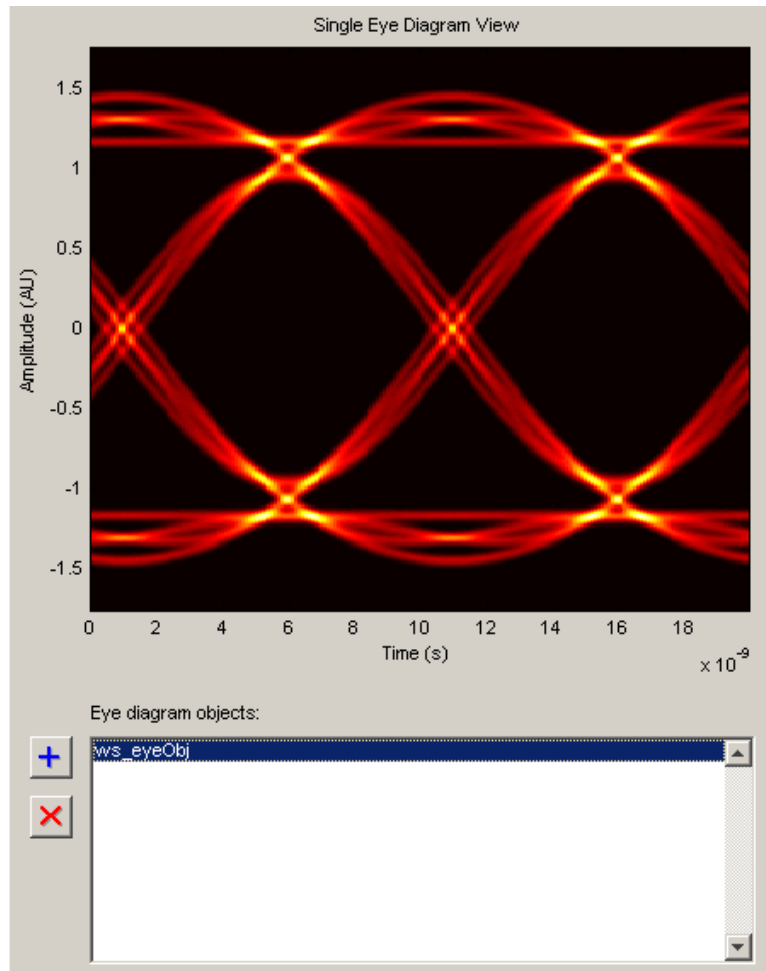 Single Eye Diagram View
1.5
1
0.5
0
-0.5
-1
-1.5
Amplitude (AU)
0 2 4 6 8 10 12 14 16 18
Time (s)
x 10^-9
Eye diagram objects:
ws_eyeObj